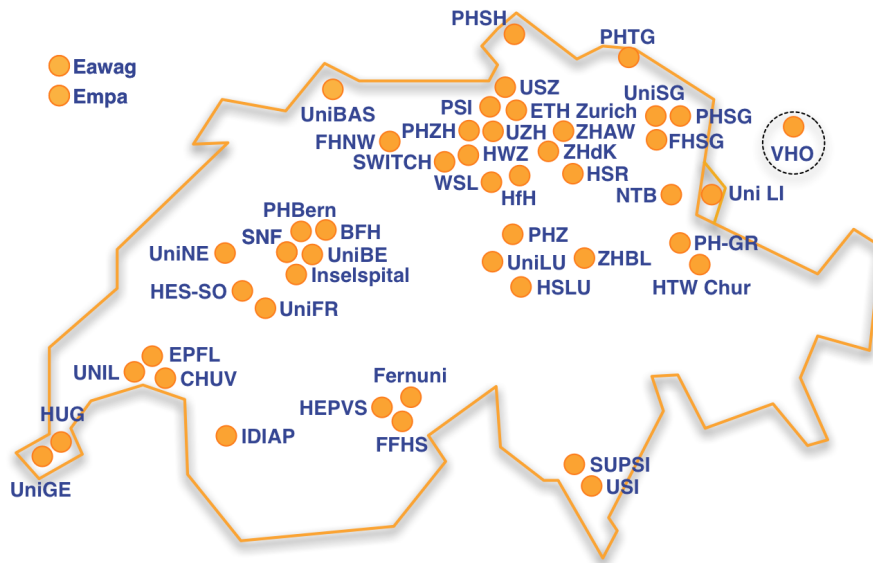 PHSH
PHTG
Eawag
Empa
USZ
UniBAS
PSI
ETH Zurich
UniSG
PHSG
PHZH
UZH
ZHAW
FHSG
VHO
FHNW
SWITCH
HWZ
ZHdK
WSL
HfH
HSR
NTB
Uni LI
PHBern
BFH
PHZ
SNF
UniBE
UniNE
Inselspital
UniLU
ZHBL
PH-GR
HTW Chur
HES-SO
UniFR
HSLU
EPFL
UNIL
CHUV
Fernuni
HEPVS
FFHS
HUG
IDIAP
UniGE
SUPSI
USI